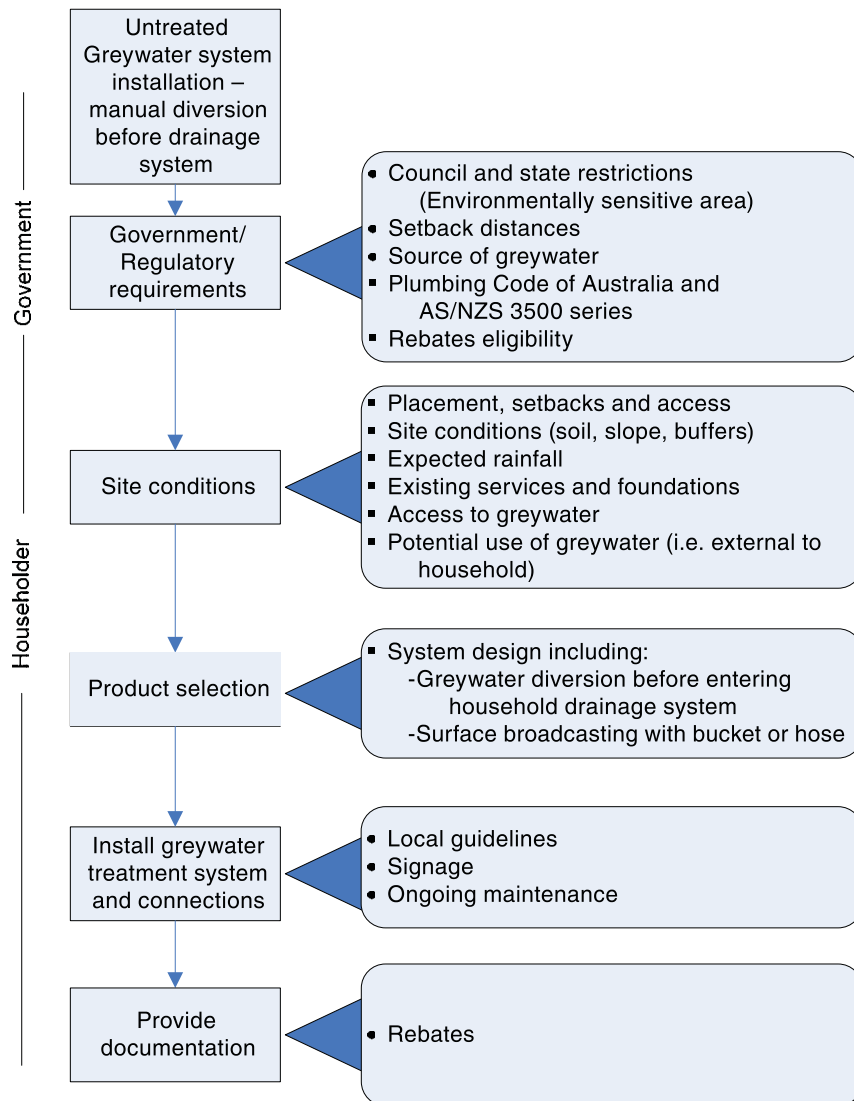 Untreated
Greywater system
installation –
manual diversion
before drainage
system
Government
Government/
Regulatory
requirements
• Council and state restrictions
(Environmentally sensitive area)
• Setback distances
• Source of greywater
▪ Plumbing Code of Australia and
AS/NZS 3500 series
▪ Rebates eligibility
Householder
Site conditions
▪ Placement, setbacks and access
▪ Site conditions (soil, slope, buffers)
▪ Expected rainfall
▪ Existing services and foundations
▪ Access to greywater
▪ Potential use of greywater (i.e. external to
household)
Product selection
▪ System design including:
-Greywater diversion before entering
household drainage system
-Surface broadcasting with bucket or hose
Install greywater
treatment system
and connections
• Local guidelines
• Signage
• Ongoing maintenance
Provide
documentation
• Rebates